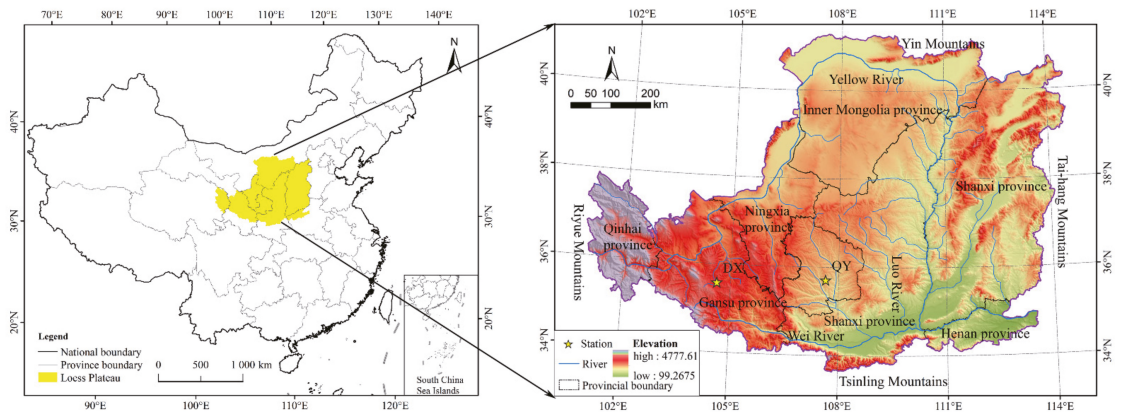 70°E 80°E 90°E 100°E 110°E 120°E 130°E 140°E
N
40°N
30°N
20°N
40°N
30°N
20°N
Legend
National boundary
Province boundary
Loess Plateau
0 500 1 000 km
South China
Sea Islands
90°E 100°E 110°E 120°E
102°E 105°E 108°E 111°E 114°E
N
0 50 100 200
km
Yin Mountains
Yellow River
Inner Mongolia province
Shanxi province
Tai-hang Mountains
Ningxia
province
Qinhai
province
Riyue Mountains
DX
QY
Luo River
Gansu province
Shanxi province
Wei River
Henan province
Tsinling Mountains
40°N
38°N
36°N
34°N
40°N
38°N
36°N
34°N
Station
River
Provincial boundary
Elevation
high : 4777.61
low : 99.2675
102°E 105°E 108°E 111°E 114°E